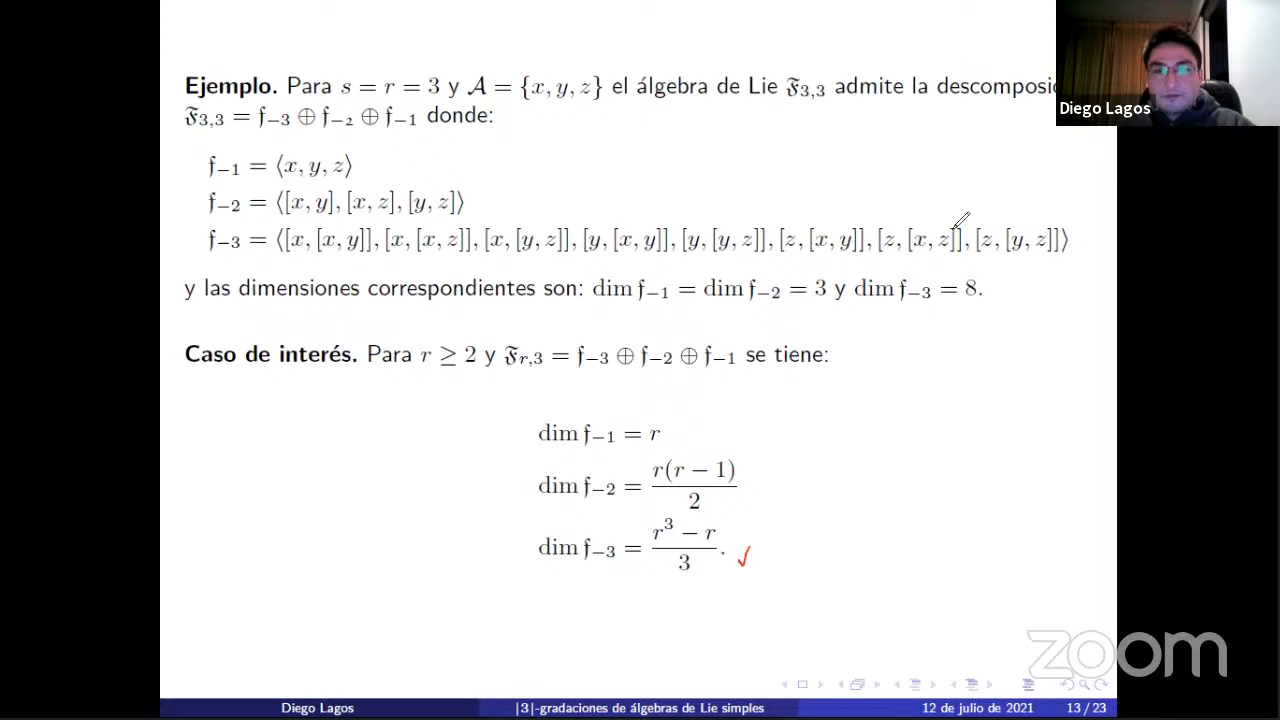 Ejemplo. Para s = r = 3 y 𝒜 = {x, y, z} el álgebra de Lie 𝔉₃,₃ admite la descomposici
𝔉₃,₃ = 𝔣₋₃ ⊕ 𝔣₋₂ ⊕ 𝔣₋₁ donde:
𝔣₋₁ = ⟨x, y, z⟩
𝔣₋₂ = ⟨[x, y], [x, z], [y, z]⟩
𝔣₋₃ = ⟨[x, [x, y]], [x, [x, z]], [x, [y, z]], [y, [x, y]], [y, [y, z]], [z, [x, y]], [z, [x, z]], [z, [y, z]]⟩
y las dimensiones correspondientes son: dim 𝔣₋₁ = dim 𝔣₋₂ = 3 y dim 𝔣₋₃ = 8.
Caso de interés. Para r ≥ 2 y 𝔉ᵣ,₃ = 𝔣₋₃ ⊕ 𝔣₋₂ ⊕ 𝔣₋₁ se tiene:
dim 𝔣₋₁ = r
dim 𝔣₋₂ = r(r − 1)/2
dim 𝔣₋₃ = (r³ − r)/3. ✓
Diego Lagos
zoom
Diego Lagos |3|-gradaciones de álgebras de Lie simples 12 de julio de 2021 13 / 23